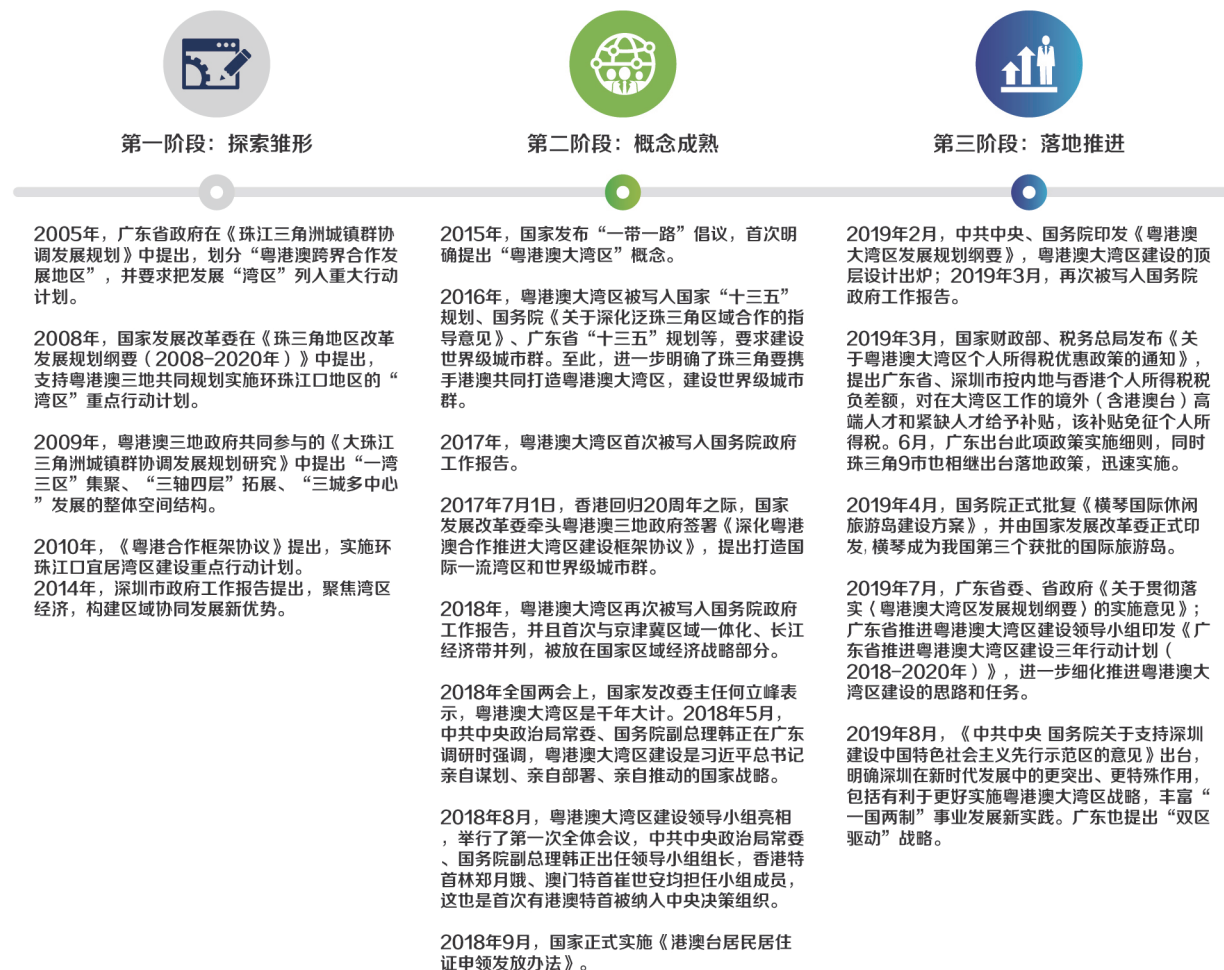 第一阶段：探索雏形
2005年，广东省政府在《珠江三角洲城镇群协
调发展规划》中提出，划分“粤港澳跨界合作发
展地区”，并要求把发展“湾区”列入重大行动
计划。
2008年，国家发展改革委在《珠三角地区改革
发展规划纲要（2008-2020年）》中提出，
支持粤港澳三地共同规划实施环珠江口地区的“
湾区”重点行动计划。
2009年，粤港澳三地政府共同参与的《大珠江
三角洲城镇群协调发展规划研究》中提出“一湾
三区”集聚、“三轴四层”拓展、“三城多中心
”发展的整体空间结构。
2010年，《粤港合作框架协议》提出，实施环
珠江口宜居湾区建设重点行动计划。
2014年，深圳市政府工作报告提出，聚焦湾区
经济，构建区域协同发展新优势。
第二阶段：概念成熟
2015年，国家发布“一带一路”倡议，首次明
确提出“粤港澳大湾区”概念。
2016年，粤港澳大湾区被写入国家“十三五”
规划、国务院《关于深化泛珠三角区域合作的指
导意见》、广东省“十三五”规划等，要求建设
世界级城市群。至此，进一步明确了珠三角要携
手港澳共同打造粤港澳大湾区，建设世界级城市
群。
2017年，粤港澳大湾区首次被写入国务院政府
工作报告。
2017年7月1日，香港回归20周年之际，国家
发展改革委牵头粤港澳三地政府签署《深化粤港
澳合作推进大湾区建设框架协议》，提出打造国
际一流湾区和世界级城市群。
2018年，粤港澳大湾区再次被写入国务院政府
工作报告，并且首次与京津冀区域一体化、长江
经济带并列，被放在国家区域经济战略部分。
2018年全国两会上，国家发改委主任何立峰表
示，粤港澳大湾区是千年大计。2018年5月，
中共中央政治局常委、国务院副总理韩正在广东
调研时强调，粤港澳大湾区建设是习近平总书记
亲自谋划、亲自部署、亲自推动的国家战略。
2018年8月，粤港澳大湾区建设领导小组亮相
，举行了第一次全体会议，中共中央政治局常委
、国务院副总理韩正出任领导小组组长，香港特
首林郑月娥、澳门特首崔世安均担任小组成员，
这也是首次有港澳特首被纳入中央决策组织。
2018年9月，国家正式实施《港澳台居民居住
证申领发放办法》。
第三阶段：落地推进
2019年2月，中共中央、国务院印发《粤港澳
大湾区发展规划纲要》，粤港澳大湾区建设的顶
层设计出炉；2019年3月，再次被写入国务院
政府工作报告。
2019年3月，国家财政部、税务总局发布《关
于粤港澳大湾区个人所得税优惠政策的通知》，
提出广东省、深圳市按内地与香港个人所得税税
负差额，对在大湾区工作的境外（含港澳台）高
端人才和紧缺人才给予补贴，该补贴免征个人所
得税。6月，广东出台此项政策实施细则，同时
珠三角9市也相继出台落地政策，迅速实施。
2019年4月，国务院正式批复《横琴国际休闲
旅游岛建设方案》，并由国家发展改革委正式印
发,横琴成为我国第三个获批的国际旅游岛。
2019年7月，广东省委、省政府《关于贯彻落
实〈粤港澳大湾区发展规划纲要〉的实施意见》；
广东省推进粤港澳大湾区建设领导小组印发《广
东省推进粤港澳大湾区建设三年行动计划（
2018-2020年）》，进一步细化推进粤港澳大
湾区建设的思路和任务。
2019年8月，《中共中央 国务院关于支持深圳
建设中国特色社会主义先行示范区的意见》出台，
明确深圳在新时代发展中的更突出、更特殊作用，
包括有利于更好实施粤港澳大湾区战略，丰富“
一国两制”事业发展新实践。广东也提出“双区
驱动”战略。